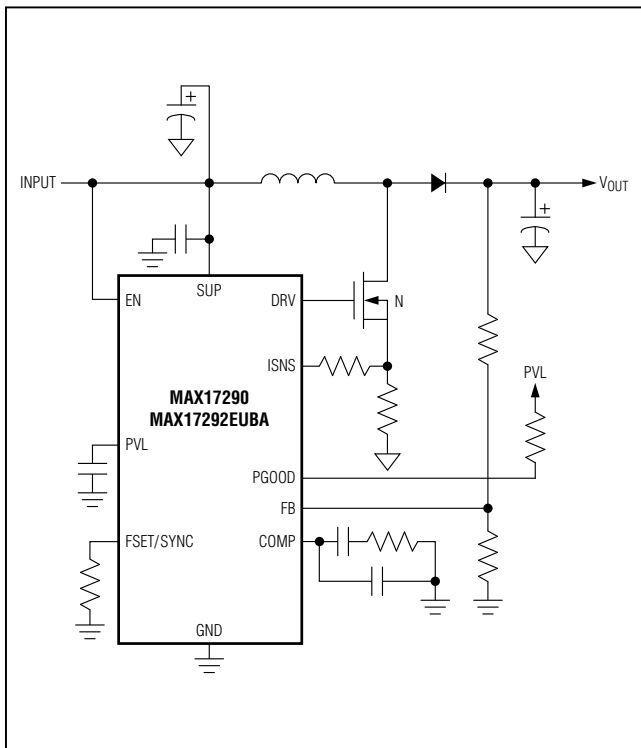 +
INPUT
+
VOUT
SUP
EN
DRV
N
ISNS
PVL
MAX17290
MAX17292EUBA
PVL
PGOOD
FB
FSET/SYNC
COMP
GND